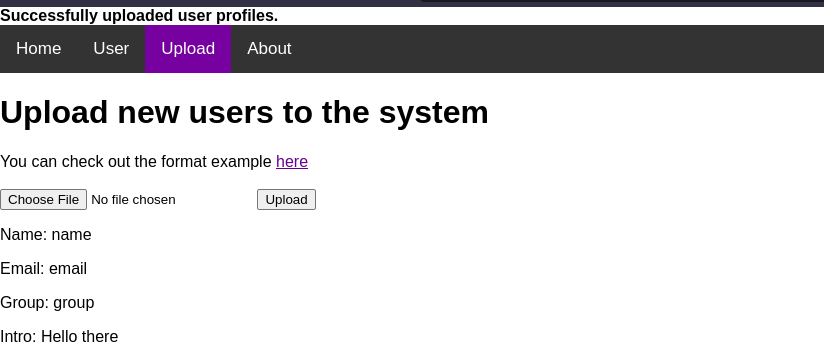 Successfully uploaded user profiles.
Home User Upload About
Upload new users to the system
You can check out the format example here
Choose File No file chosen Upload
Name: name
Email: email
Group: group
Intro: Hello there